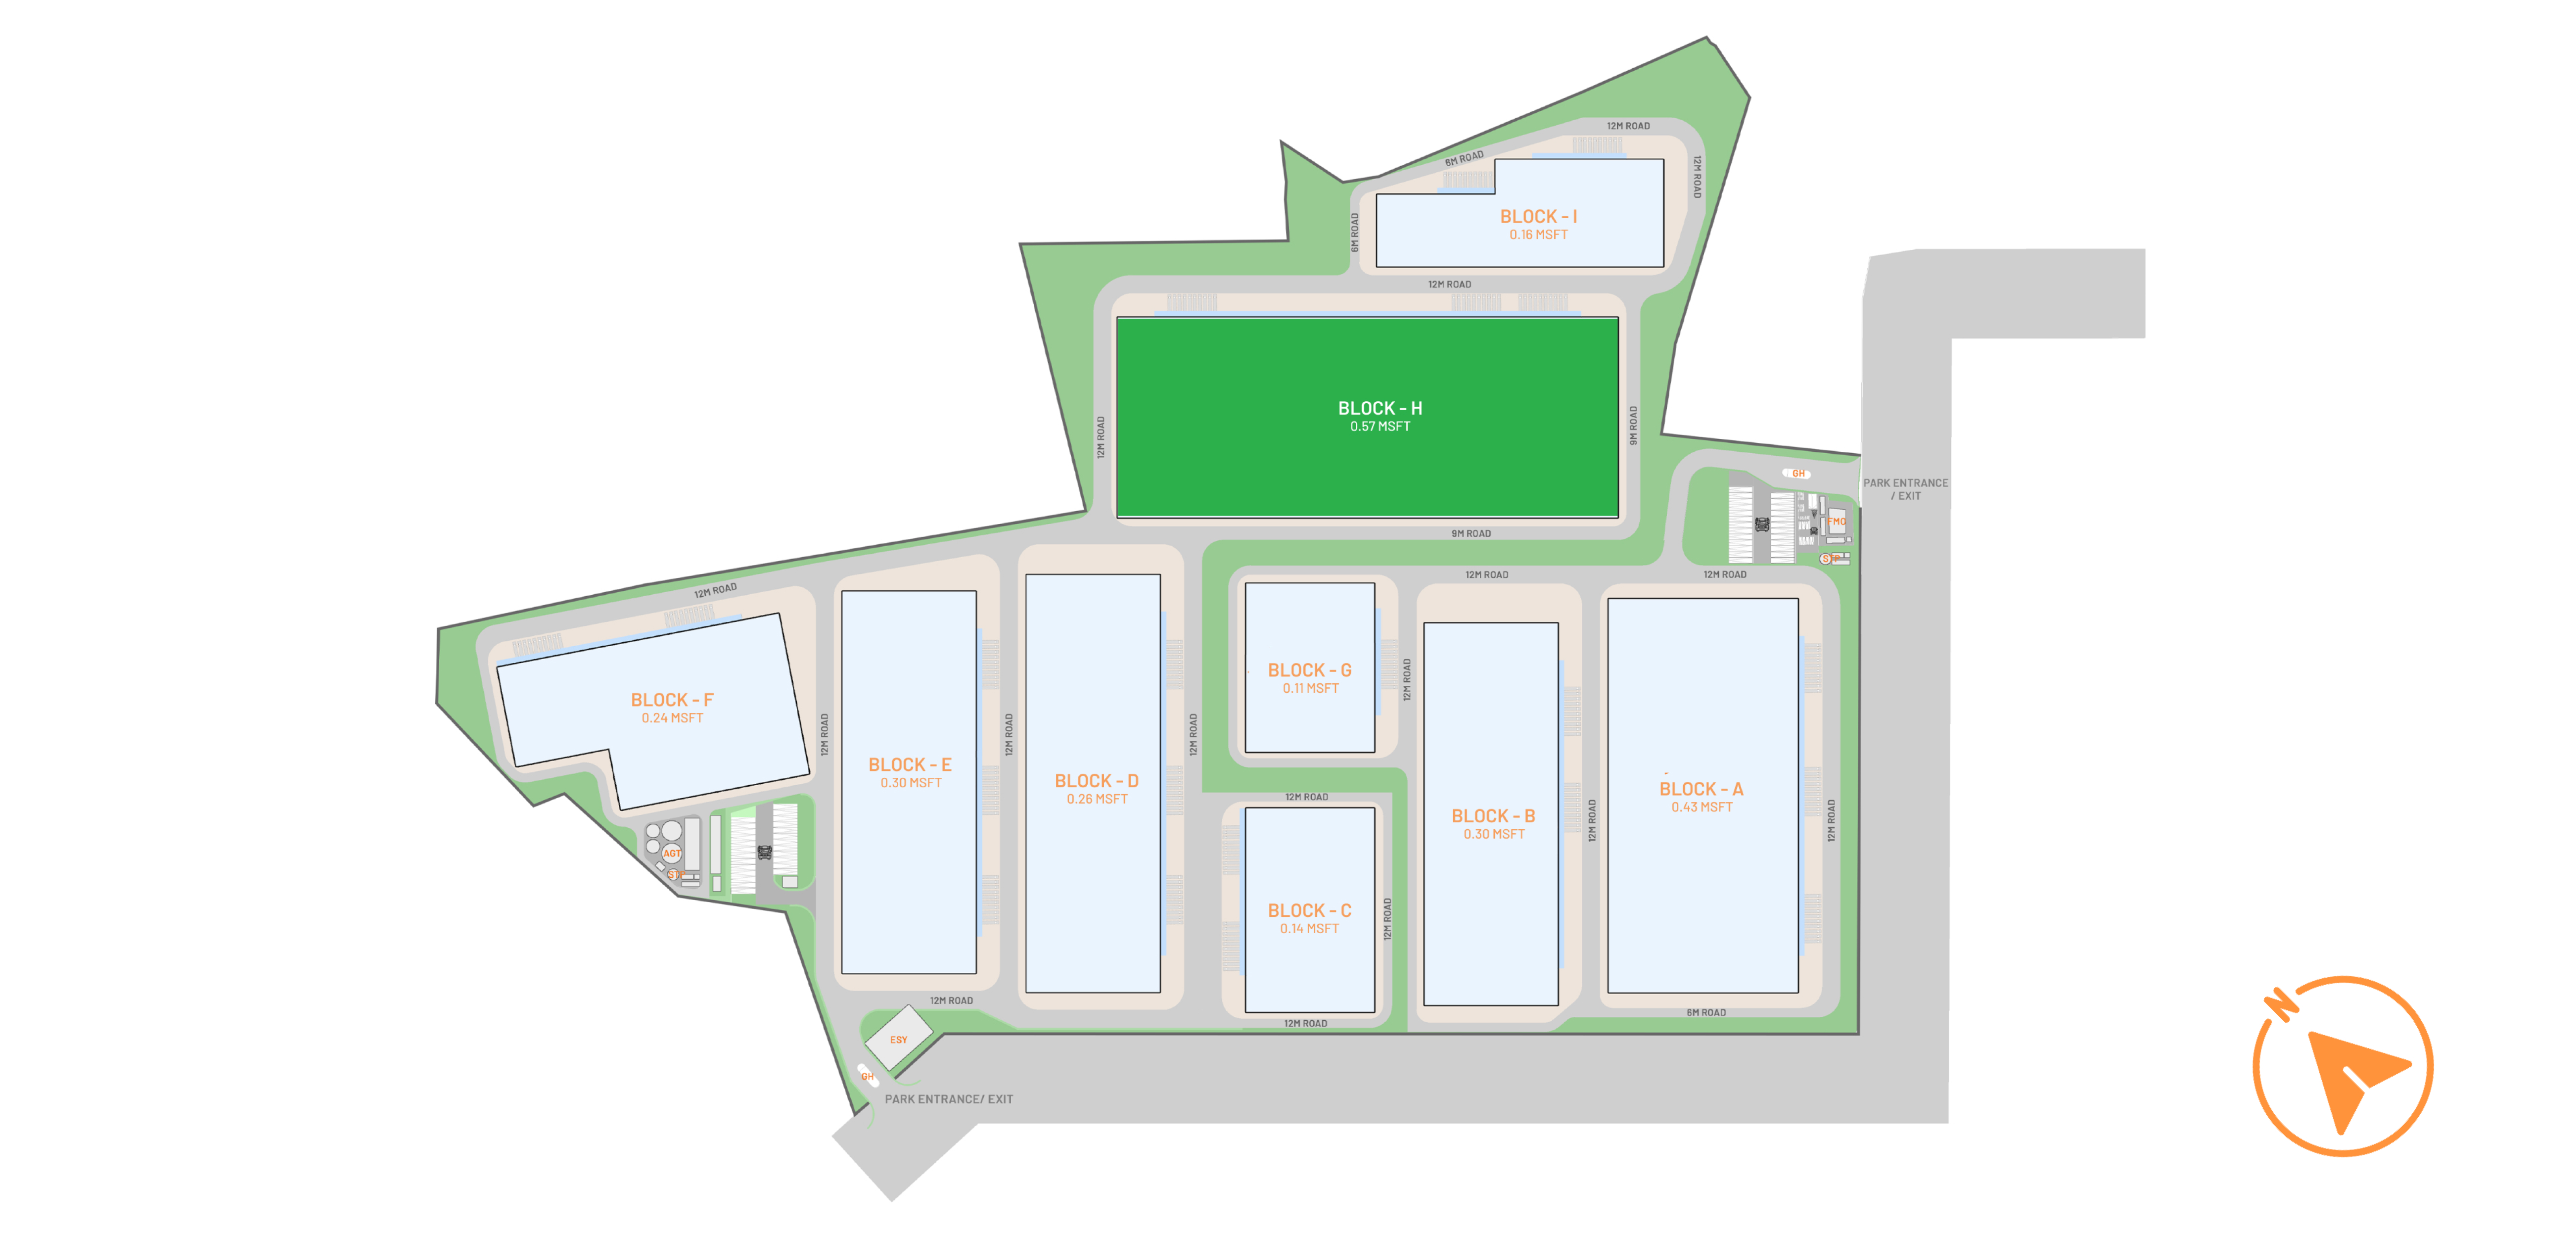 12M ROAD
6M ROAD
12M ROAD
6M ROAD
BLOCK - I
0.16 MSFT
12M ROAD
BLOCK - H
0.57 MSFT
12M ROAD
9M ROAD
9M ROAD
GH
PARK ENTRANCE
/ EXIT
FMO
STP
12M ROAD
12M ROAD
12M ROAD
BLOCK - F
0.24 MSFT
12M ROAD
BLOCK - E
0.30 MSFT
12M ROAD
BLOCK - D
0.26 MSFT
12M ROAD
BLOCK - G
0.11 MSFT
12M ROAD
BLOCK - B
0.30 MSFT
12M ROAD
BLOCK - A
0.43 MSFT
12M ROAD
12M ROAD
BLOCK - C
0.14 MSFT
12M ROAD
AGT
STP
12M ROAD
12M ROAD
6M ROAD
ESY
GH
PARK ENTRANCE/ EXIT
N